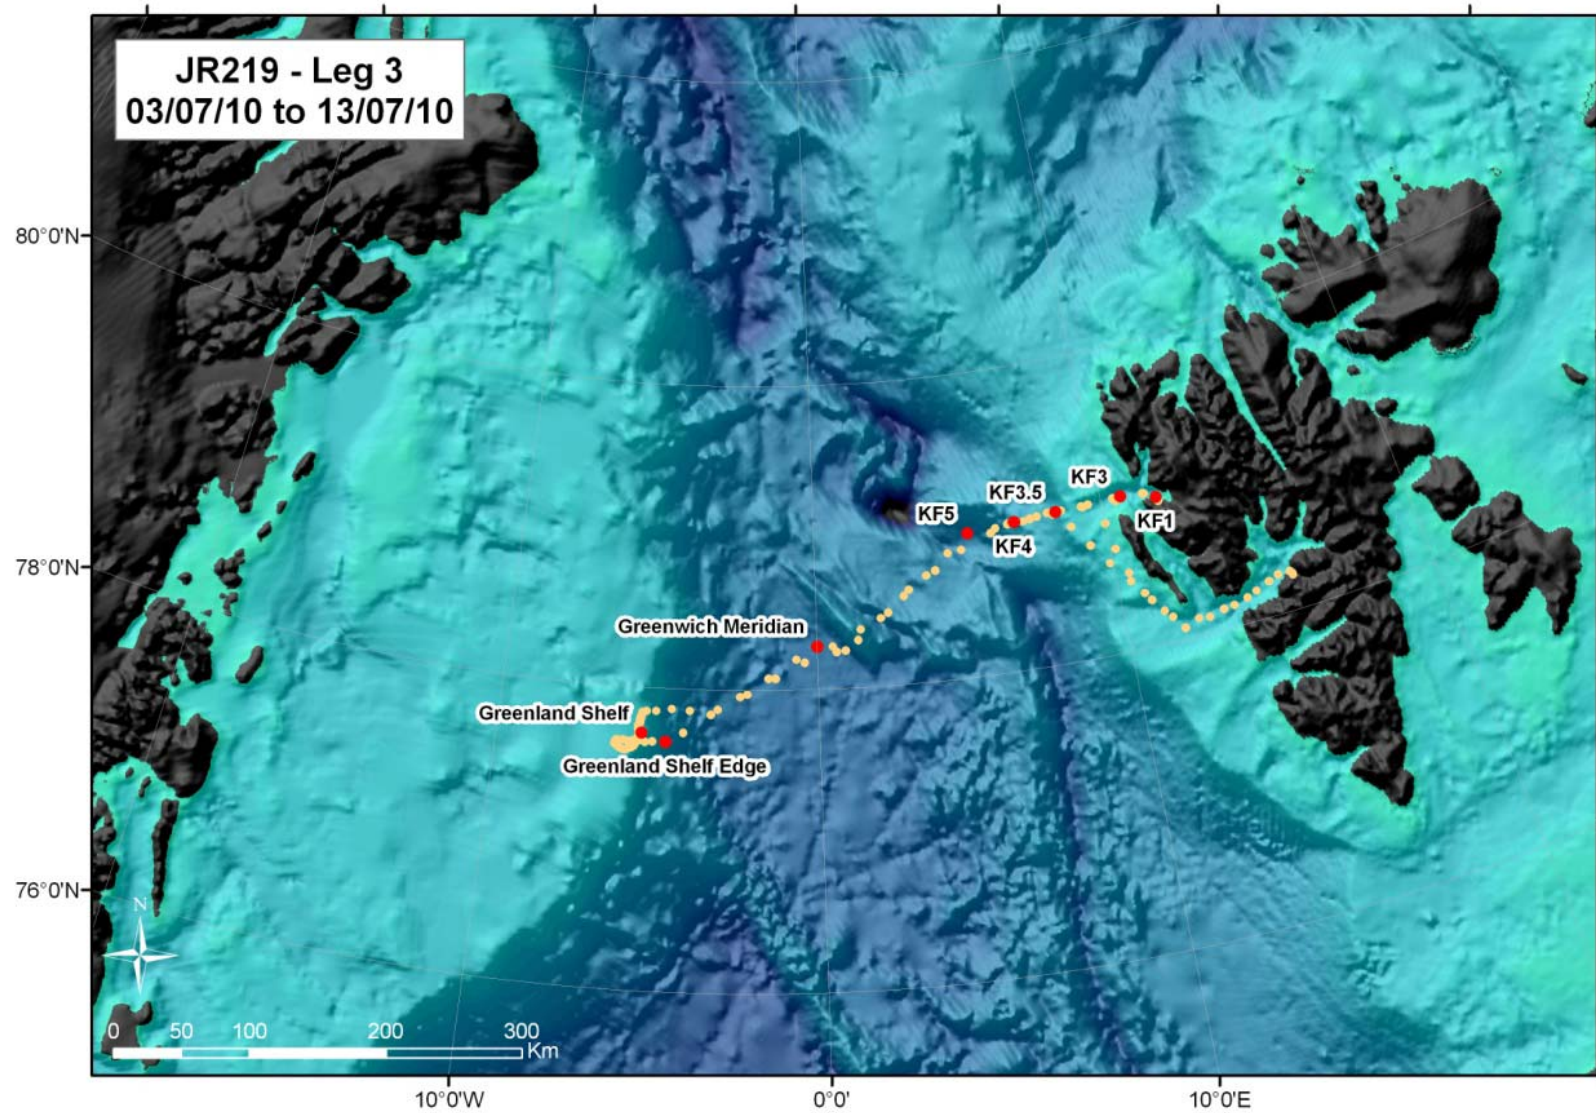 JR219 - Leg 3
03/07/10 to 13/07/10
80°0'N
78°0'N
76°0'N
KF3
KF3.5
KF5
KF1
KF4
Greenwich Meridian
Greenland Shelf
Greenland Shelf Edge
N
0 50 100 200 300
Km
10°0'W 0°0' 10°0'E